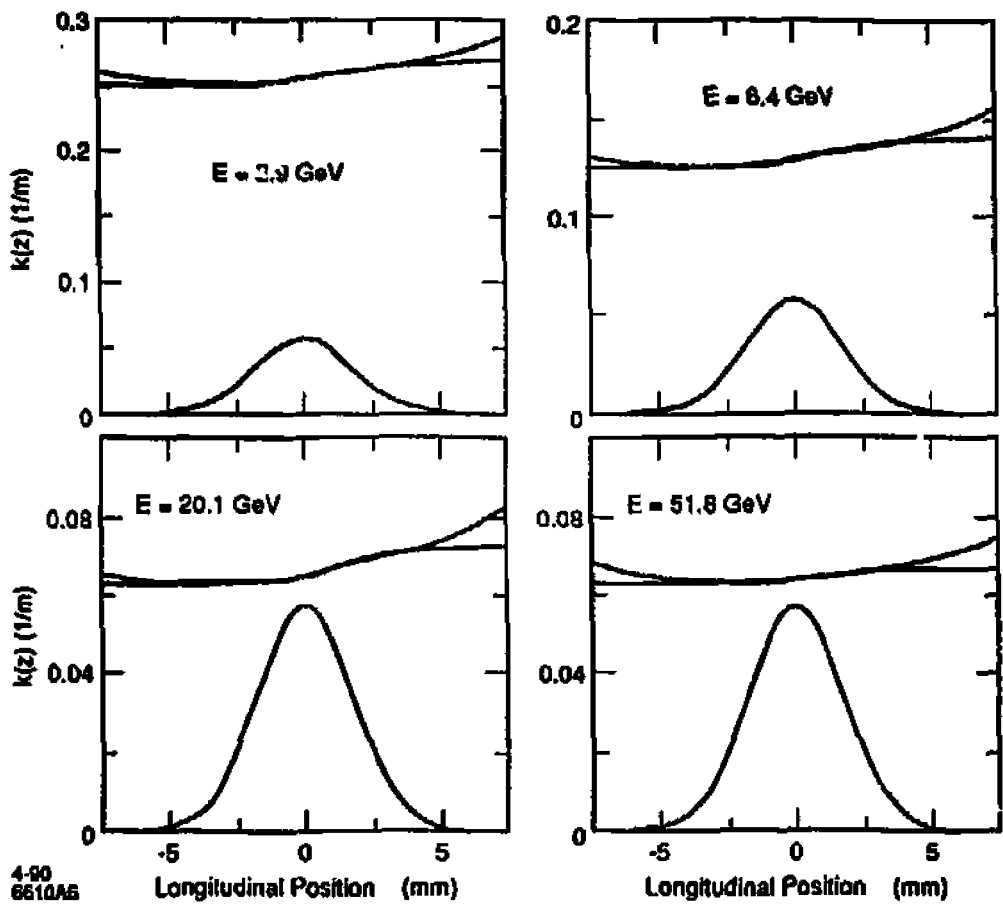 0.3
0.2
0.1
0
k(z) (1/m)
E = GeV
0.2
0.1
0
E = 6.4 GeV
0.08
0.04
0
k(z) (1/m)
E = 20.1 GeV
-5 0 5
Longitudinal Position (mm)
0.08
0.04
0
E = 51.8 GeV
-5 0 5
Longitudinal Position (mm)
4-90